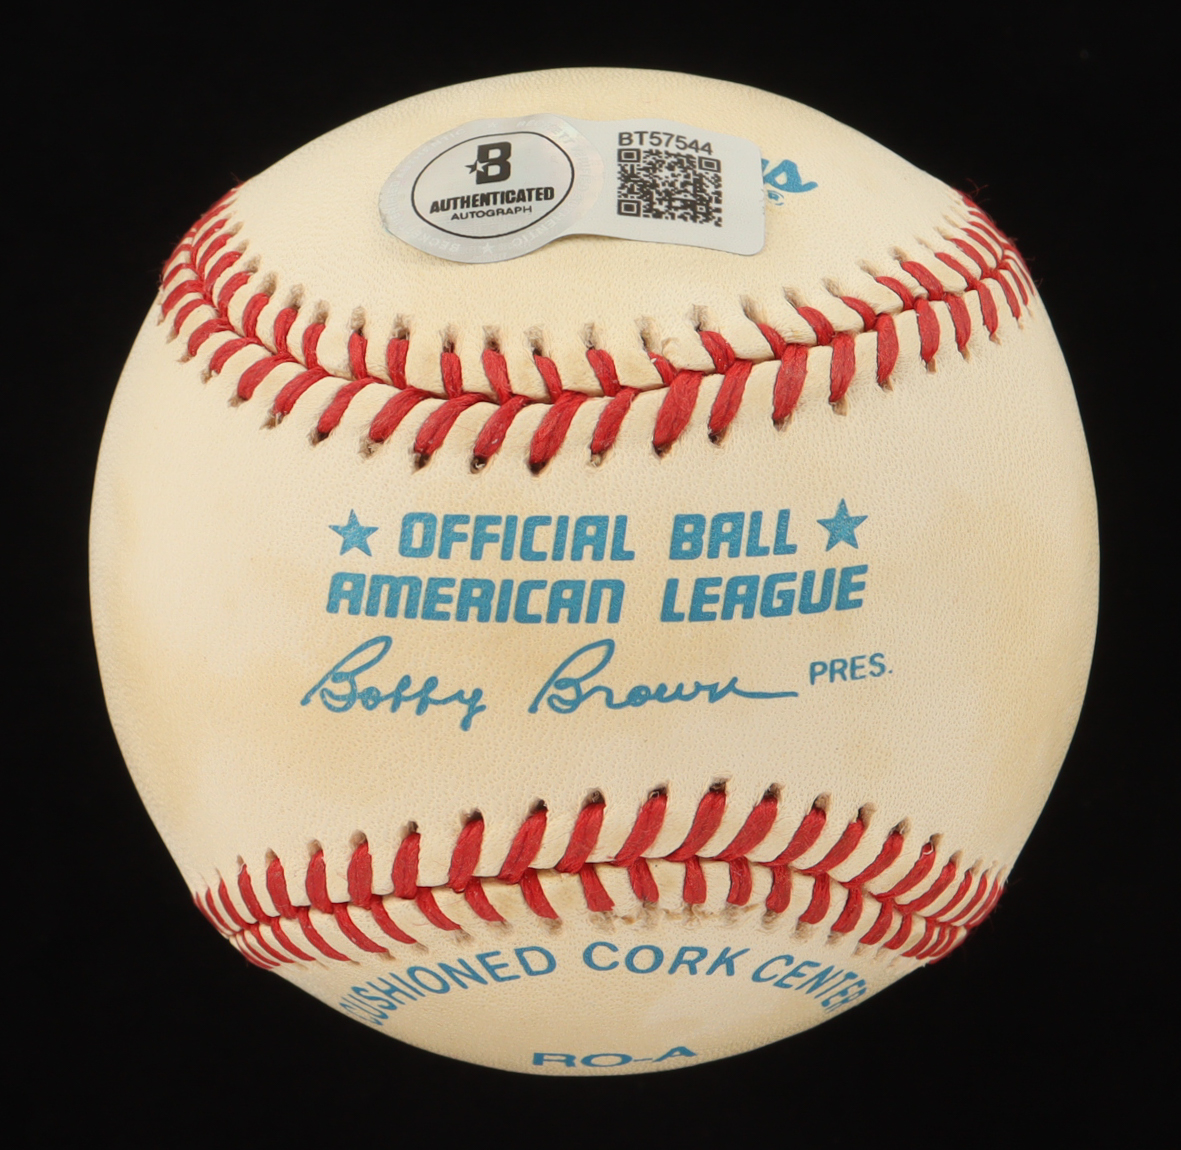 BT57544
B
AUTHENTICATED
AUTOGRAPH
OFFICIAL BALL
AMERICAN LEAGUE
Bobby Brown PRES.
CUSHIONED CORK CENTER
RO-A